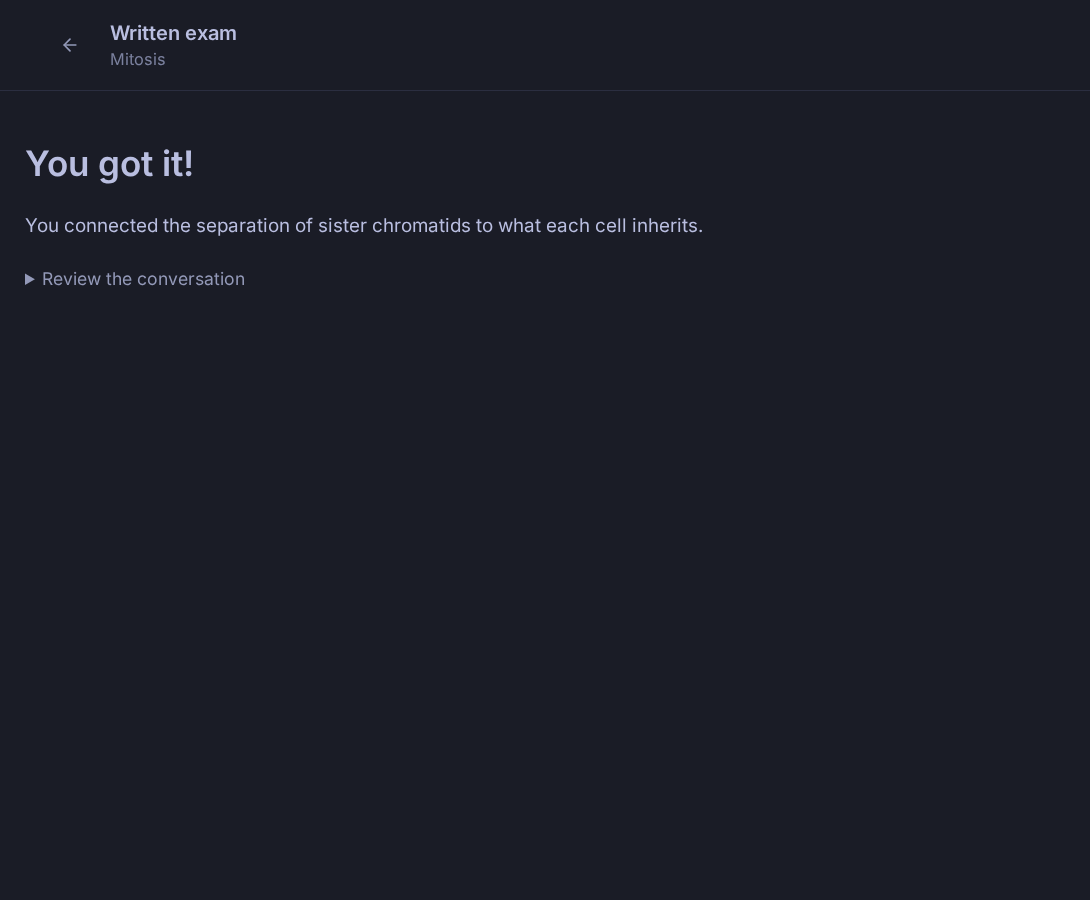 Written exam
Mitosis
You got it!
You connected the separation of sister chromatids to what each cell inherits.
Review the conversation